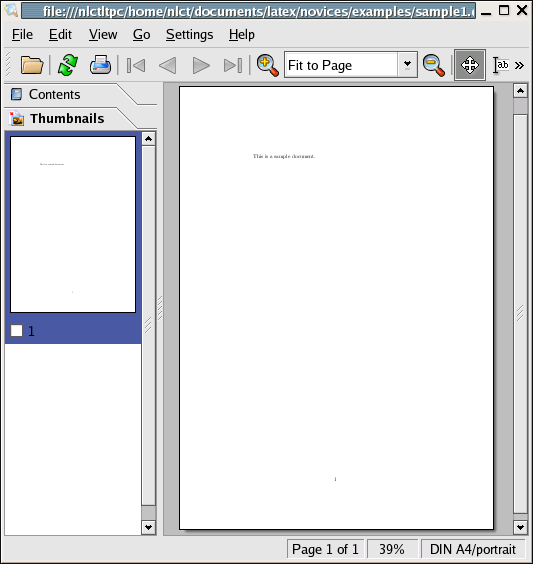 file:///nlctltpc/home/nlct/documents/latex/novices/examples/sample1.
File Edit View Go Settings Help
Fit to Page
ab
»
Contents
Thumbnails
This is a sample document.
1
1
Page 1 of 1
39%
DIN A4/portrait